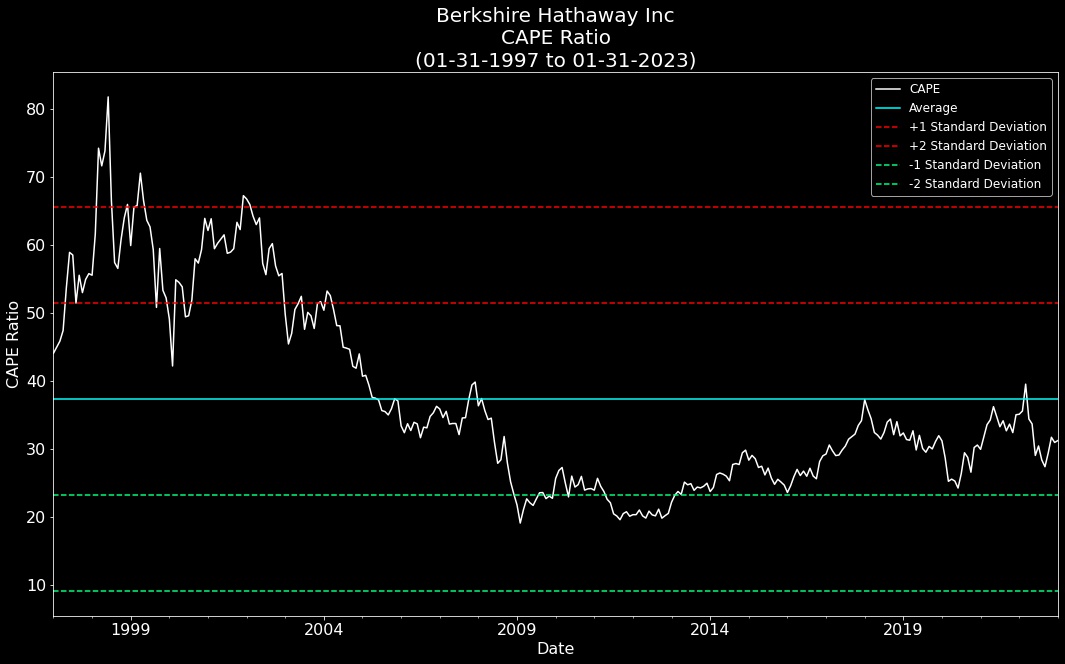 Berkshire Hathaway Inc
CAPE Ratio
(01-31-1997 to 01-31-2023)
CAPE
Average
+1 Standard Deviation
+2 Standard Deviation
-1 Standard Deviation
-2 Standard Deviation
CAPE Ratio
80
70
60
50
40
30
20
10
1999
2004
2009
2014
2019
Date